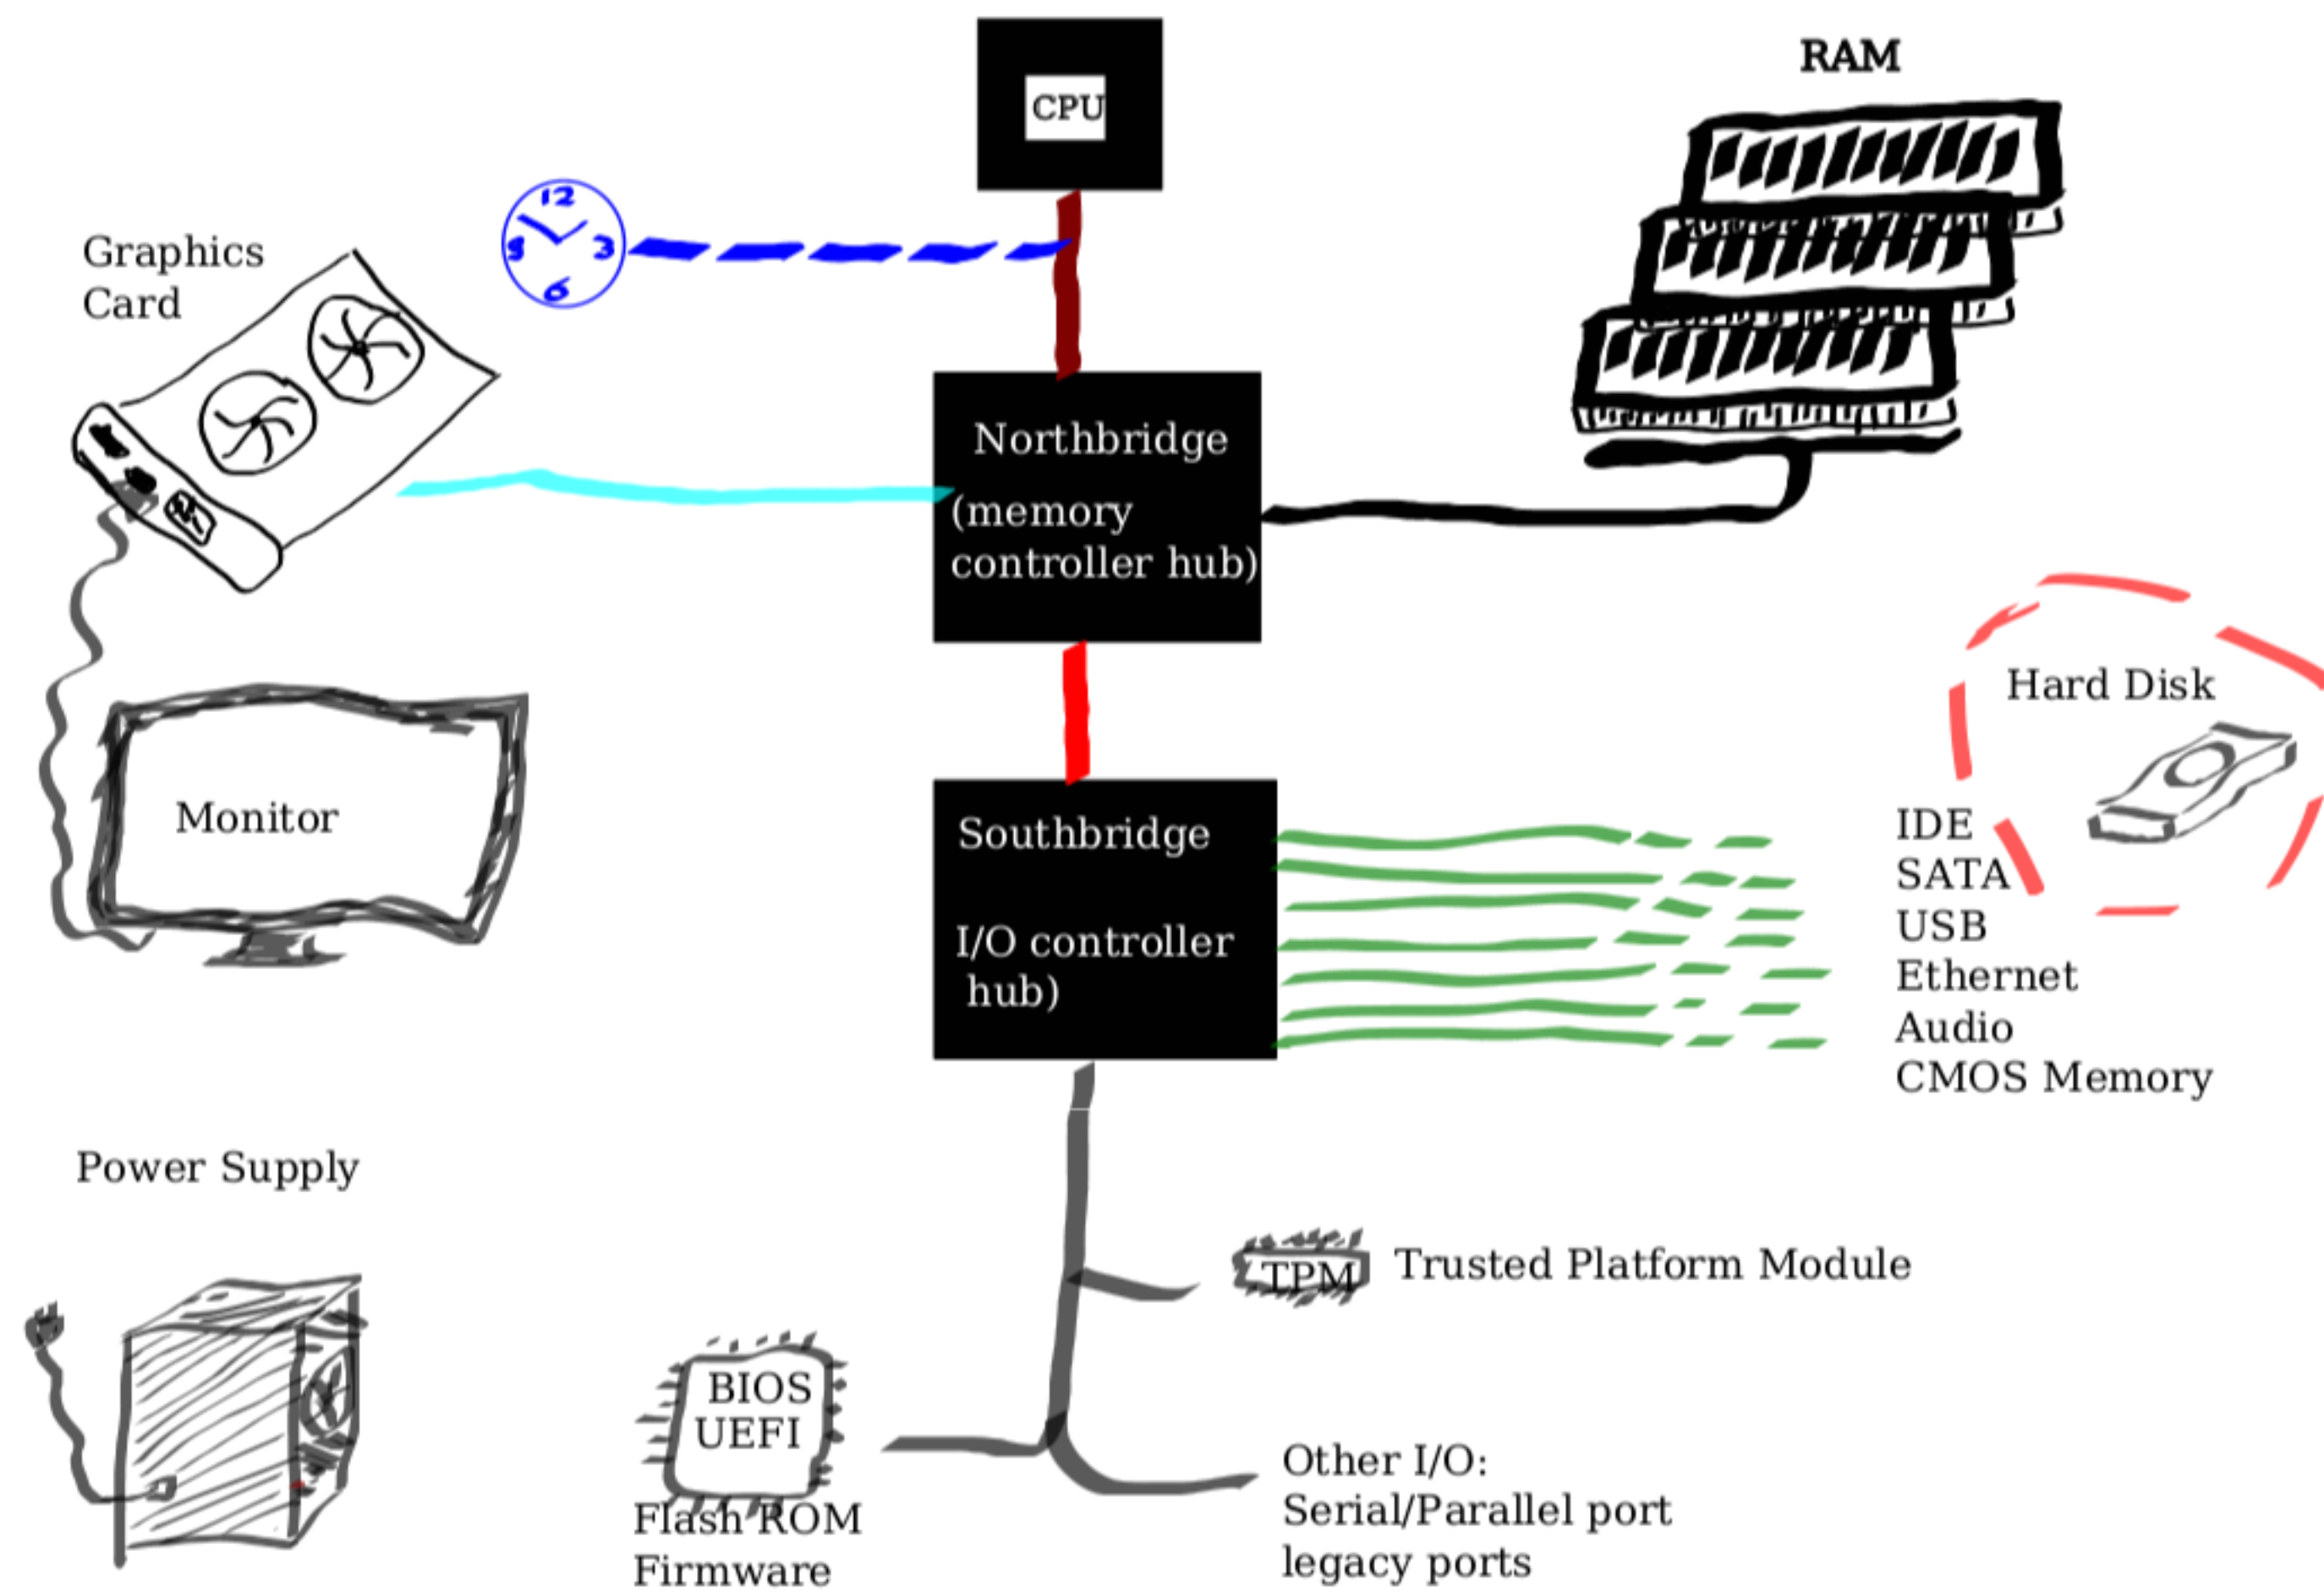 CPU
RAM
12
9
3
6
Graphics
Card
Northbridge
(memory
controller hub)
Hard Disk
Monitor
Southbridge
I/O controller
hub)
IDE
SATA
USB
Ethernet
Audio
CMOS Memory
Power Supply
TPM
Trusted Platform Module
BIOS
UEFI
Flash ROM
Firmware
Other I/O:
Serial/Parallel port
legacy ports